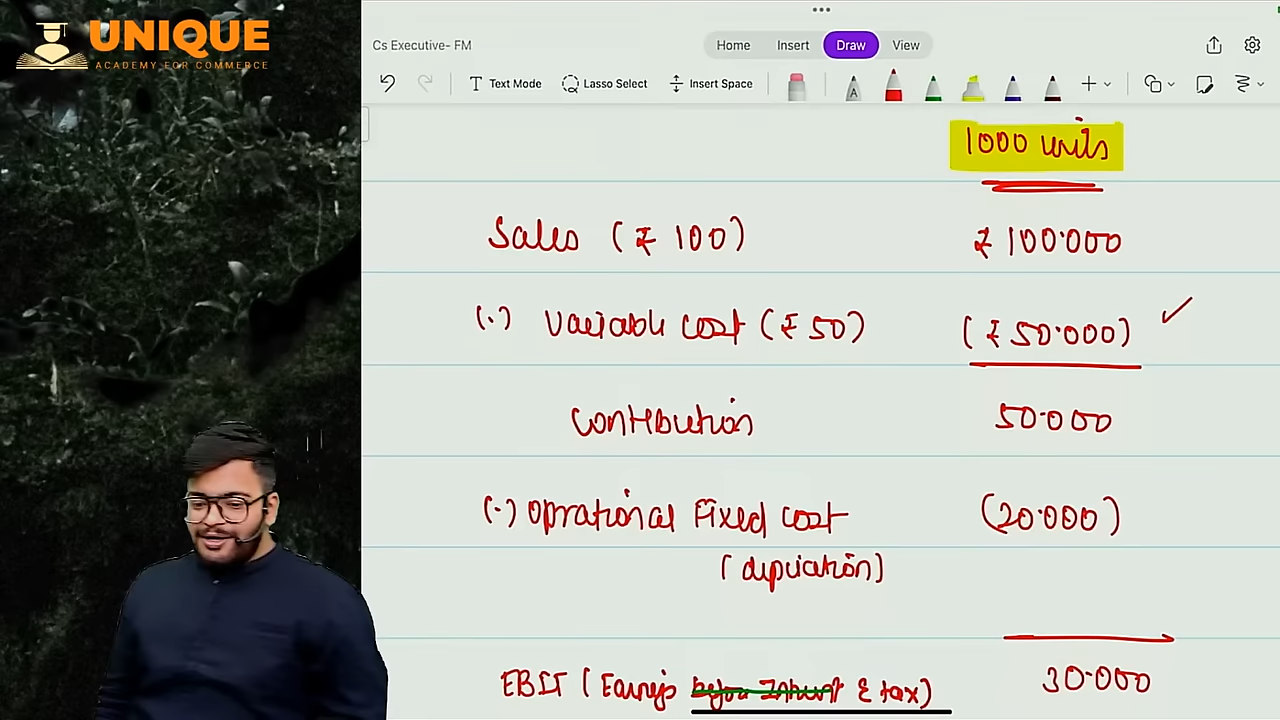 UNIQUE
ACADEMY FOR COMMERCE
Cs Executive- FM
Home Insert Draw View
Text Mode Lasso Select Insert Space
1000 units
Sales (₹ 100) ₹ 100.000
(-) Variable cost (₹ 50) (₹ 50.000)
Contribution 50.000
(-) Oprational Fixed cost (20.000)
(dipriation)
EBIT ( Earnings before Interest & tax) 30.000